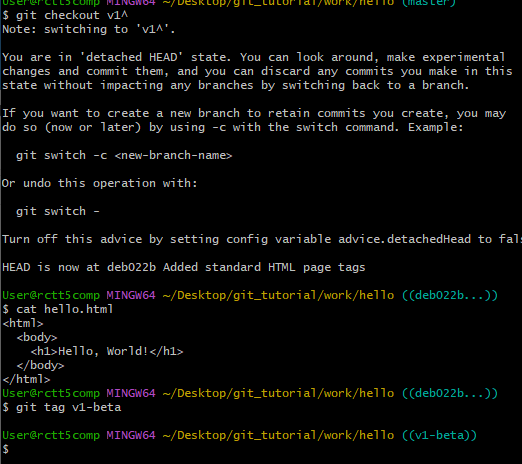 User@rctt5comp MINGW64 ~/Desktop/git_tutorial/work/hello (master)
$ git checkout v1^
Note: switching to 'v1^'.
You are in 'detached HEAD' state. You can look around, make experimental
changes and commit them, and you can discard any commits you make in this
state without impacting any branches by switching back to a branch.
If you want to create a new branch to retain commits you create, you may
do so (now or later) by using -c with the switch command. Example:
  git switch -c <new-branch-name>
Or undo this operation with:
  git switch -
Turn off this advice by setting config variable advice.detachedHead to fals
HEAD is now at deb022b Added standard HTML page tags
User@rctt5comp MINGW64 ~/Desktop/git_tutorial/work/hello ((deb022b...))
$ cat hello.html
<html>
  <body>
    <h1>Hello, World!</h1>
  </body>
</html>
User@rctt5comp MINGW64 ~/Desktop/git_tutorial/work/hello ((deb022b...))
$ git tag v1-beta
User@rctt5comp MINGW64 ~/Desktop/git_tutorial/work/hello ((v1-beta))
$